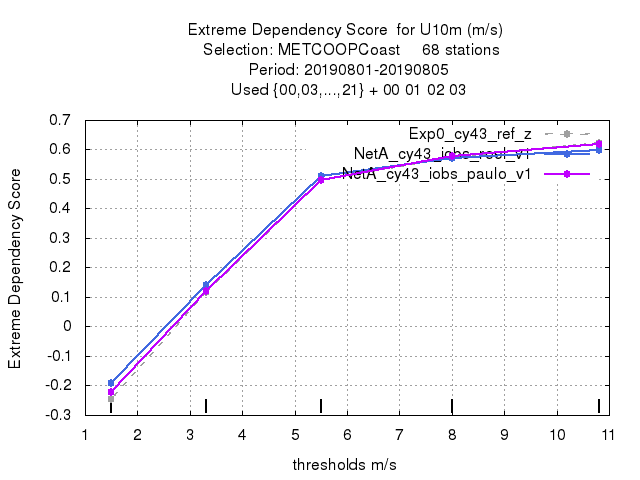 Extreme Dependency Score  for U10m (m/s)
Selection: METCOOPCoast     68 stations
Period: 20190801-20190805
Used {00,03,...,21} + 00 01 02 03
0.7
0.6
0.5
0.4
0.3
0.2
0.1
0
-0.1
-0.2
-0.3
Extreme Dependency Score
Exp0_cy43_ref_z
NetA_cy43_iobs_
_v1
NetA_cy43_iobs_paulo_v1
1 2 3 4 5 6 7 8 9 10 11
thresholds m/s